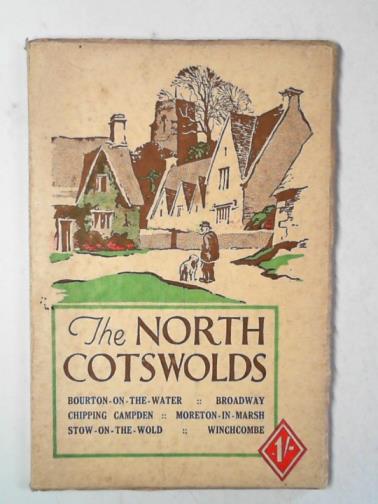 The NORTH
COTSWOLDS
BOURTON-ON-THE-WATER :: BROADWAY
CHIPPING CAMPDEN :: MORETON-IN-MARSH
STOW-ON-THE-WOLD :: WINCHCOMBE
1/-